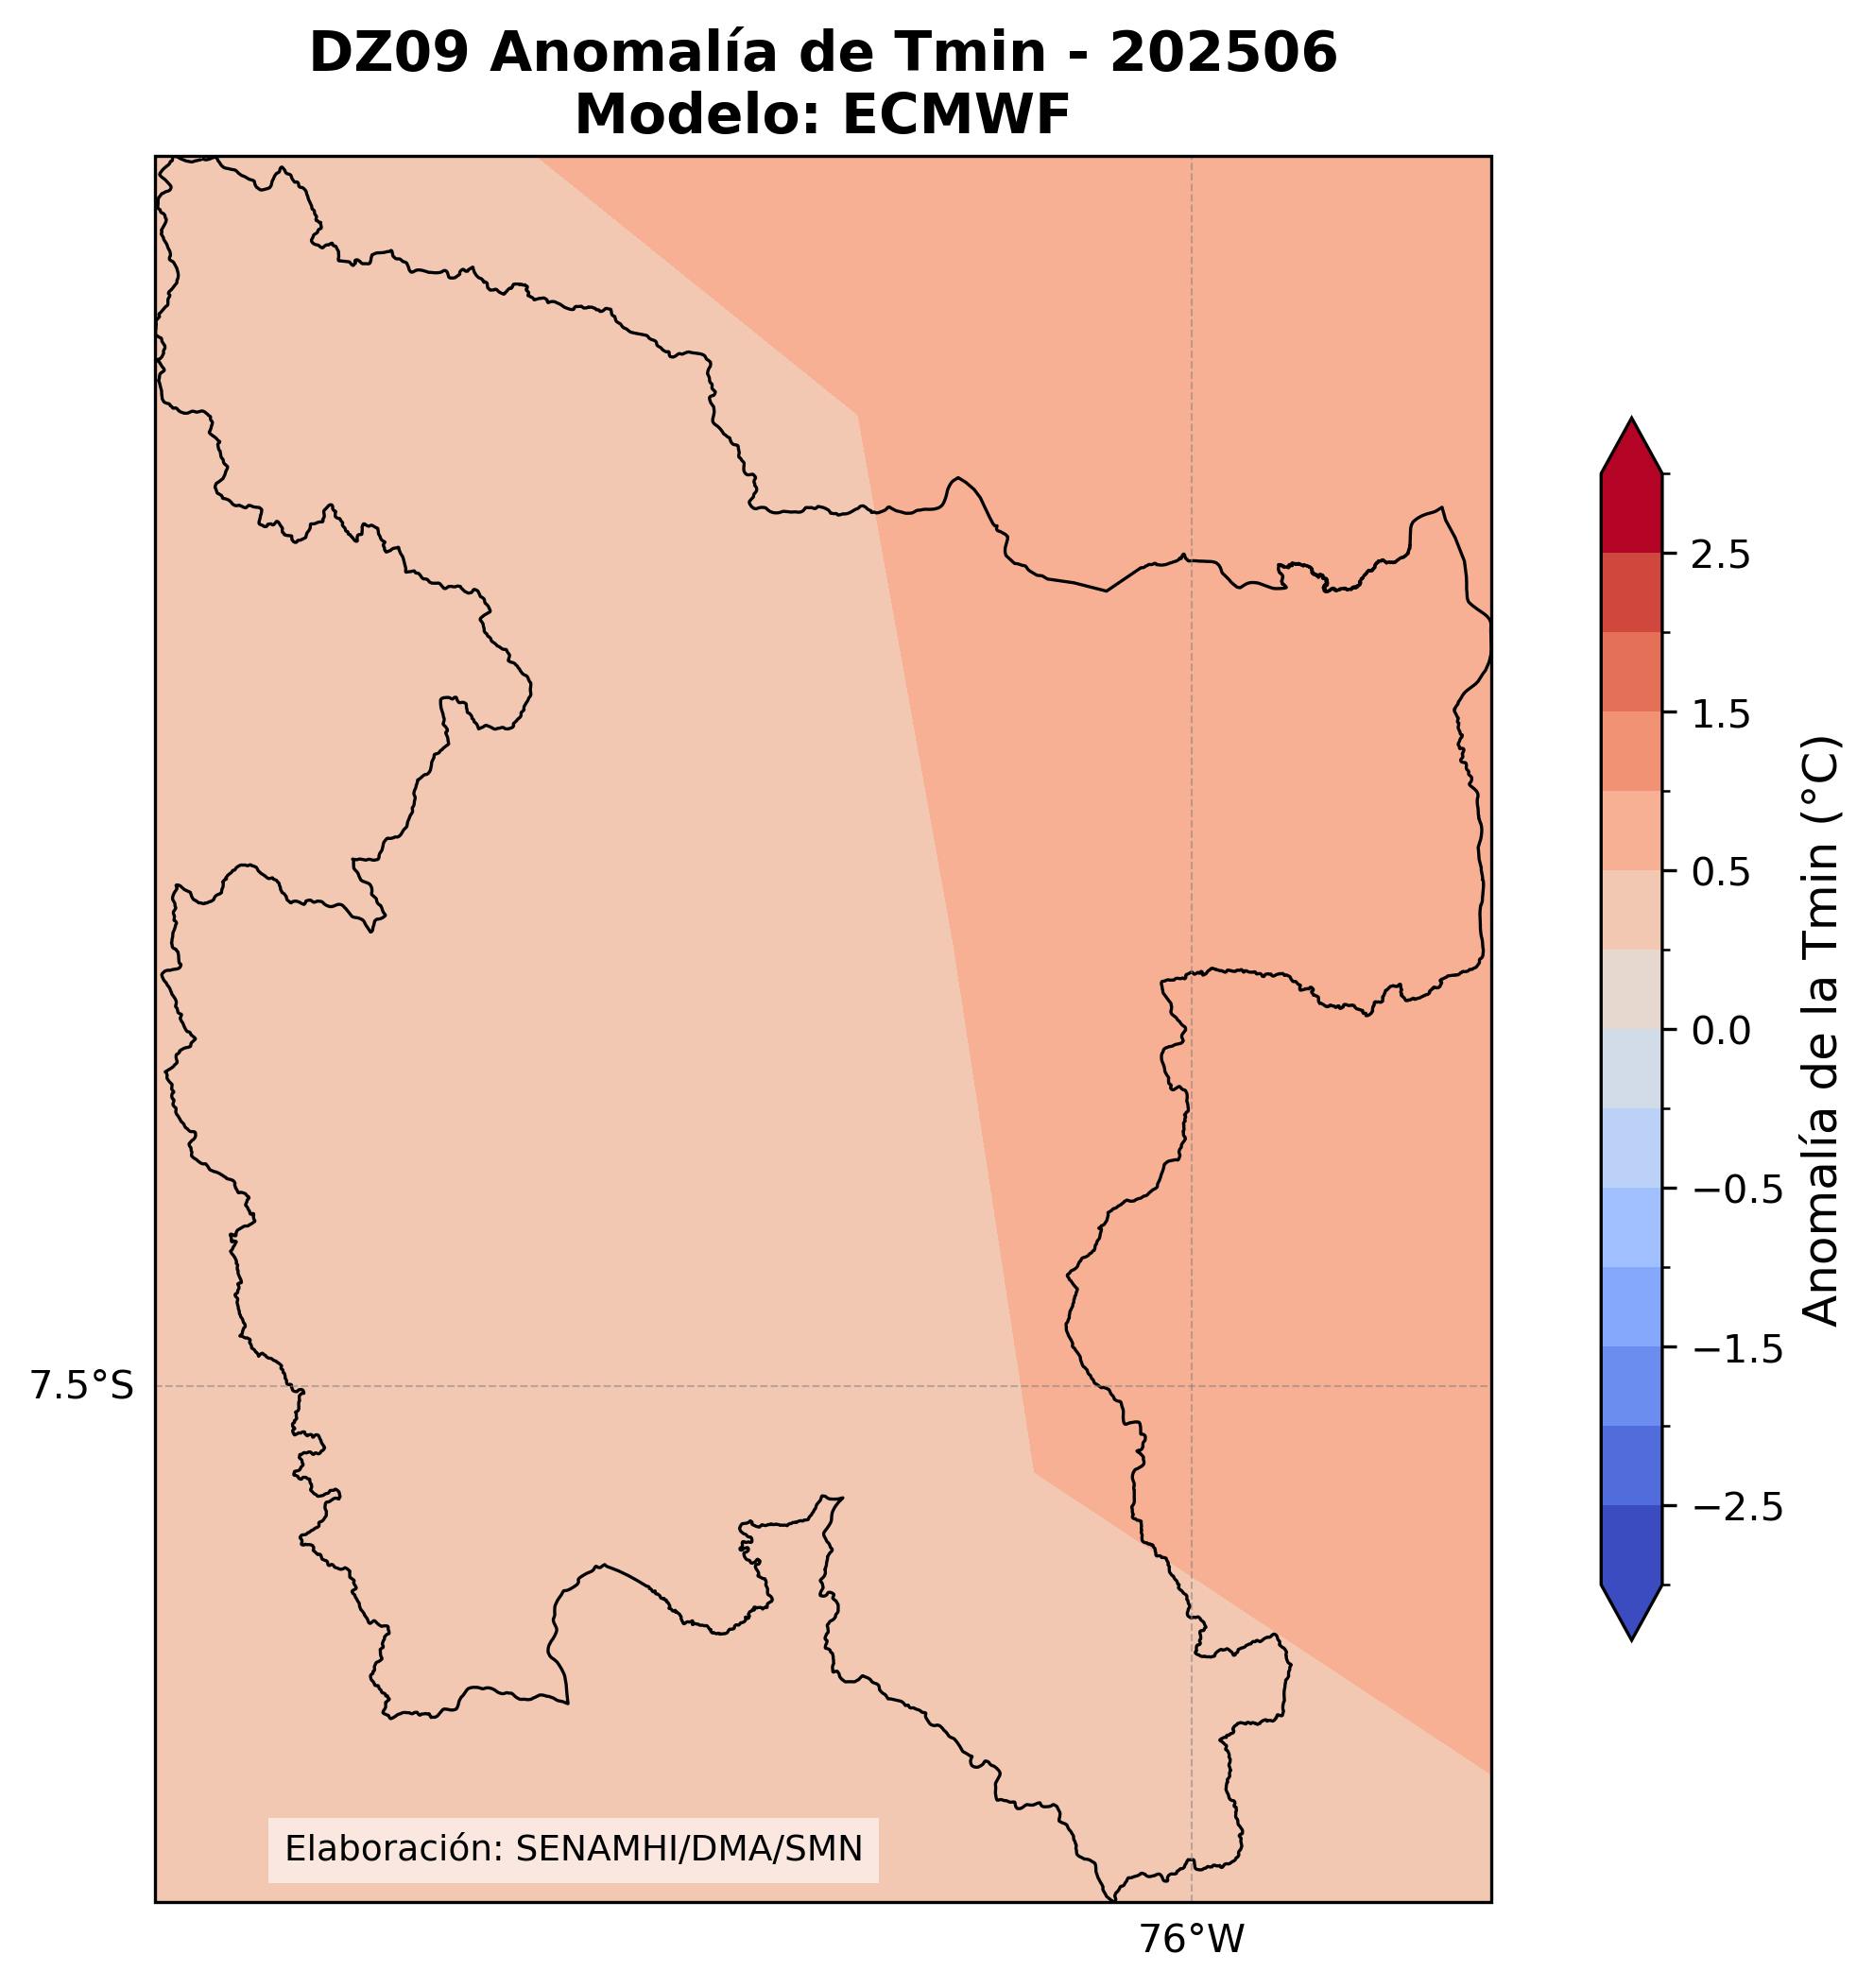 DZ09 Anomalía de Tmin - 202506
Modelo: ECMWF
2.5
1.5
0.5
0.0
−0.5
−1.5
−2.5
Anomalía de la Tmin (°C)
7.5°S
Elaboración: SENAMHI/DMA/SMN
76°W